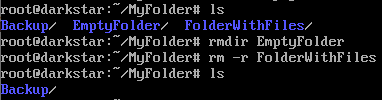 root@darkstar:~/MyFolder# ls
Backup/  EmptyFolder/  FolderWithFiles/
root@darkstar:~/MyFolder# rmdir EmptyFolder
root@darkstar:~/MyFolder# rm -r FolderWithFiles
root@darkstar:~/MyFolder# ls
Backup/